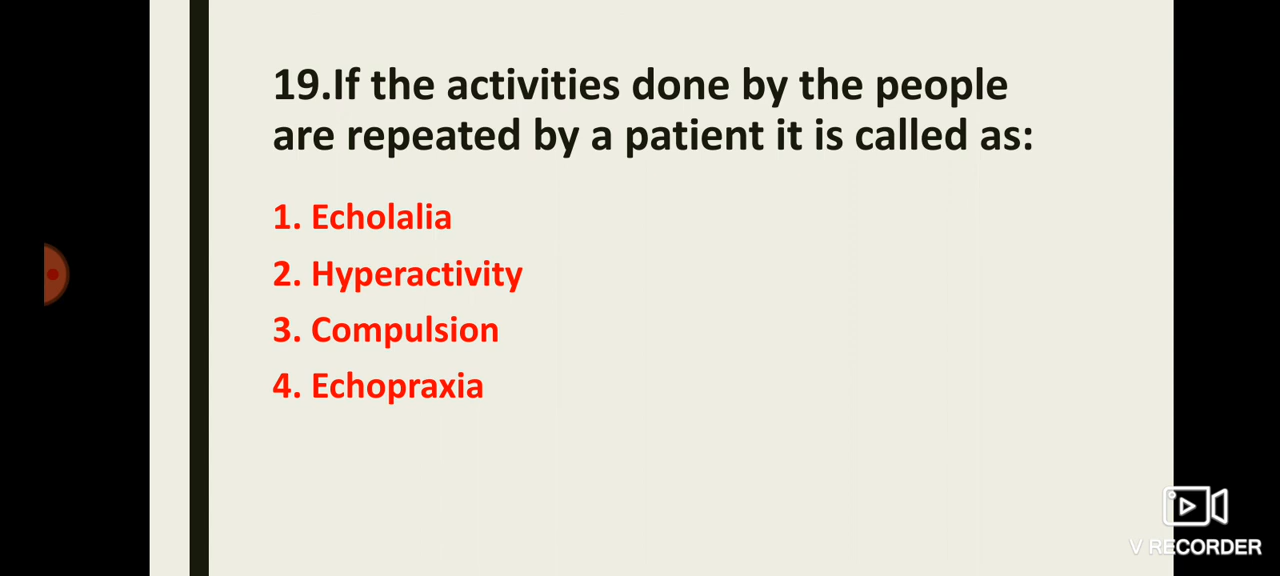 19.If the activities done by the people
are repeated by a patient it is called as:
1. Echolalia
2. Hyperactivity
3. Compulsion
4. Echopraxia
V RECORDER